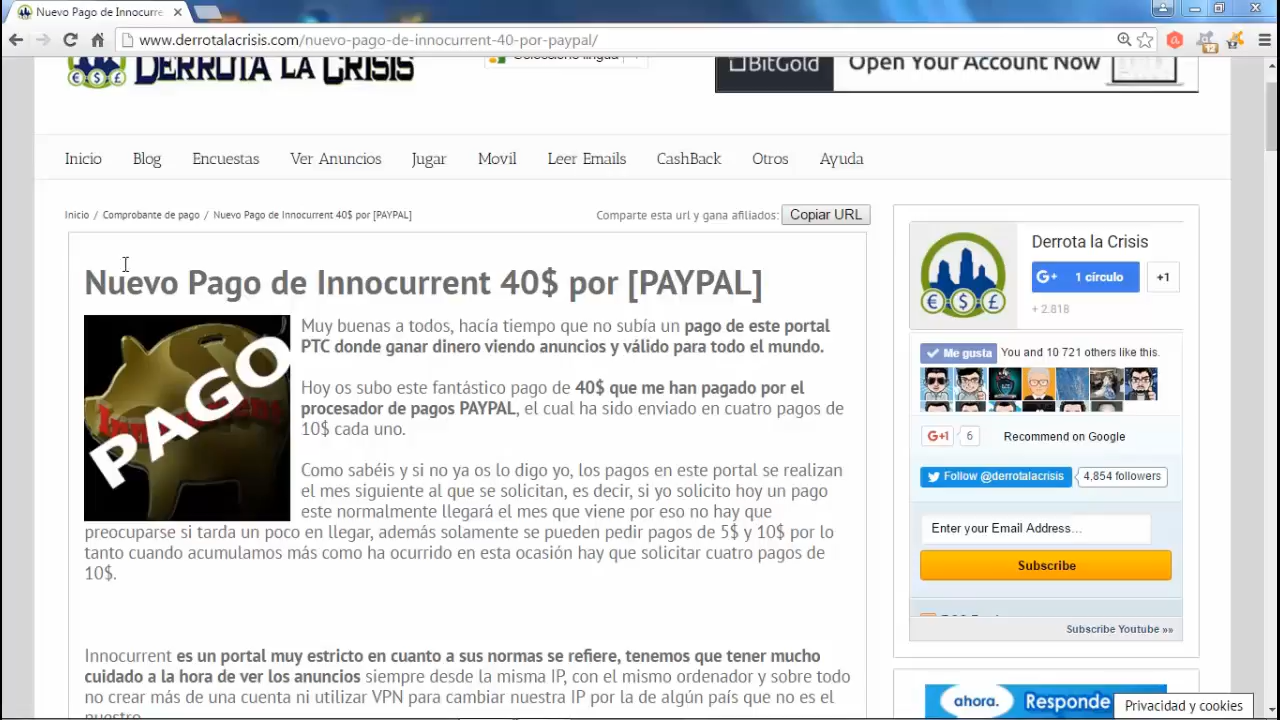 Nuevo Pago de Innocurre
www.derrotalacrisis.com/nuevo-pago-de-innocurrent-40-por-paypal/
DERROTA LA CRISIS
Seleccione lingua
BitGold
Open Your Account Now
Inicio Blog Encuestas Ver Anuncios Jugar Movil Leer Emails CashBack Otros Ayuda
Inicio / Comprobante de pago / Nuevo Pago de Innocurrent 40$ por [PAYPAL]
Comparte esta url y gana afiliados: Copiar URL
Nuevo Pago de Innocurrent 40$ por [PAYPAL]
PAGO
Muy buenas a todos, hacía tiempo que no subía un pago de este portal
PTC donde ganar dinero viendo anuncios y válido para todo el mundo.
Hoy os subo este fantástico pago de 40$ que me han pagado por el
procesador de pagos PAYPAL, el cual ha sido enviado en cuatro pagos de
10$ cada uno.
Como sabéis y si no ya os lo digo yo, los pagos en este portal se realizan
el mes siguiente al que se solicitan, es decir, si yo solicito hoy un pago
este normalmente llegará el mes que viene por eso no hay que
preocuparse si tarda un poco en llegar, además solamente se pueden pedir pagos de 5$ y 10$ por lo
tanto cuando acumulamos más como ha ocurrido en esta ocasión hay que solicitar cuatro pagos de
10$.
Innocurrent es un portal muy estricto en cuanto a sus normas se refiere, tenemos que tener mucho
cuidado a la hora de ver los anuncios siempre desde la misma IP, con el mismo ordenador y sobre todo
no crear más de una cuenta ni utilizar VPN para cambiar nuestra IP por la de algún país que no es el
nuestro
Derrota la Crisis
G+ 1 círculo +1
+ 2.818
Me gusta You and 10 721 others like this.
G+1 6 Recommend on Google
Follow @derrotalacrisis 4,854 followers
Enter your Email Address...
Subscribe
Subscribe Youtube »»
ahora. Responde
Privacidad y cookies